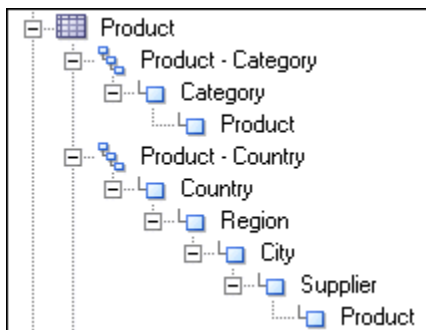 Product
Product - Category
Category
Product
Product - Country
Country
Region
City
Supplier
Product